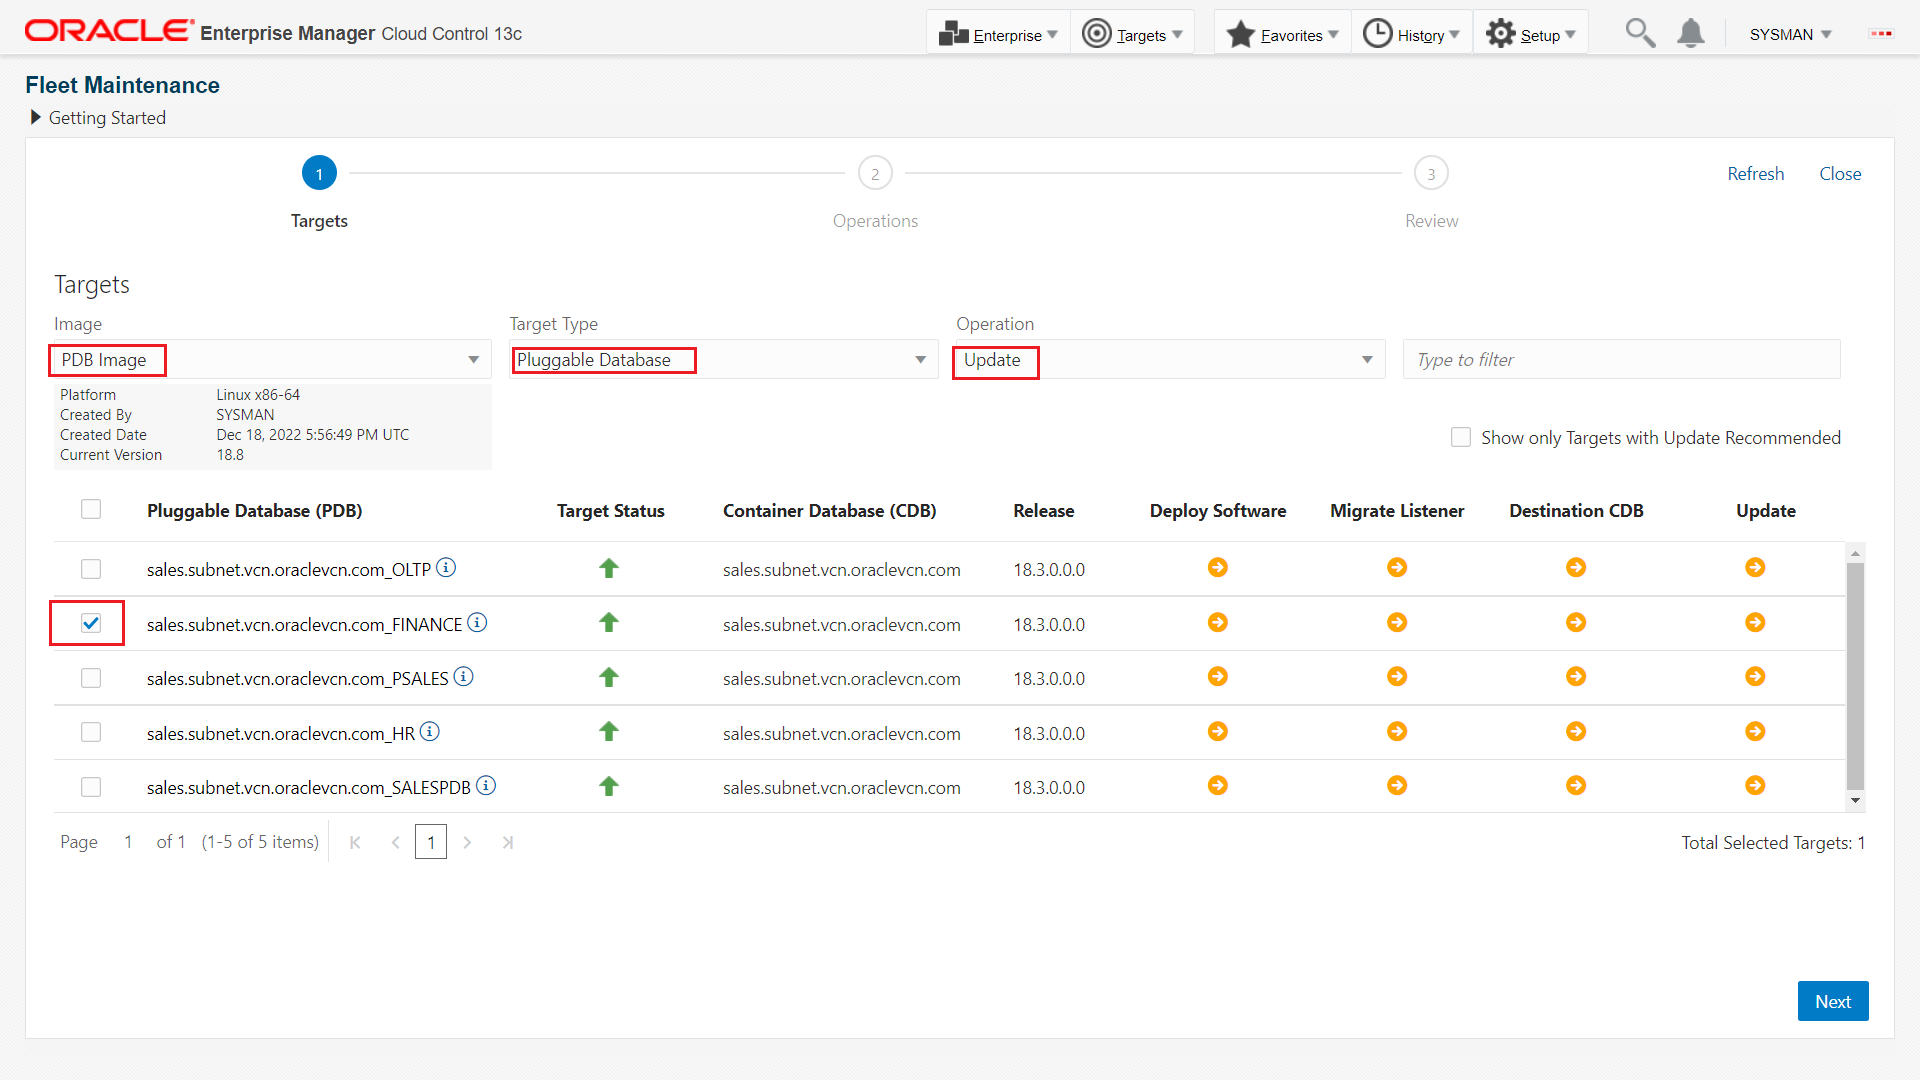 ORACLE Enterprise Manager Cloud Control 13c
Enterprise Targets Favorites History Setup SYSMAN
Fleet Maintenance
Getting Started
1 2 3 Refresh Close
Targets Operations Review
Targets
Image Target Type Operation
PDB Image Pluggable Database Update Type to filter
Platform Linux x86-64
Created By SYSMAN
Created Date Dec 18, 2022 5:56:49 PM UTC
Current Version 18.8
Show only Targets with Update Recommended
Pluggable Database (PDB) Target Status Container Database (CDB) Release Deploy Software Migrate Listener Destination CDB Update
sales.subnet.vcn.oraclevcn.com_OLTP sales.subnet.vcn.oraclevcn.com 18.3.0.0.0
sales.subnet.vcn.oraclevcn.com_FINANCE sales.subnet.vcn.oraclevcn.com 18.3.0.0.0
sales.subnet.vcn.oraclevcn.com_PSALES sales.subnet.vcn.oraclevcn.com 18.3.0.0.0
sales.subnet.vcn.oraclevcn.com_HR sales.subnet.vcn.oraclevcn.com 18.3.0.0.0
sales.subnet.vcn.oraclevcn.com_SALESPDB sales.subnet.vcn.oraclevcn.com 18.3.0.0.0
Page 1 of 1 (1-5 of 5 items) 1 Total Selected Targets: 1
Next